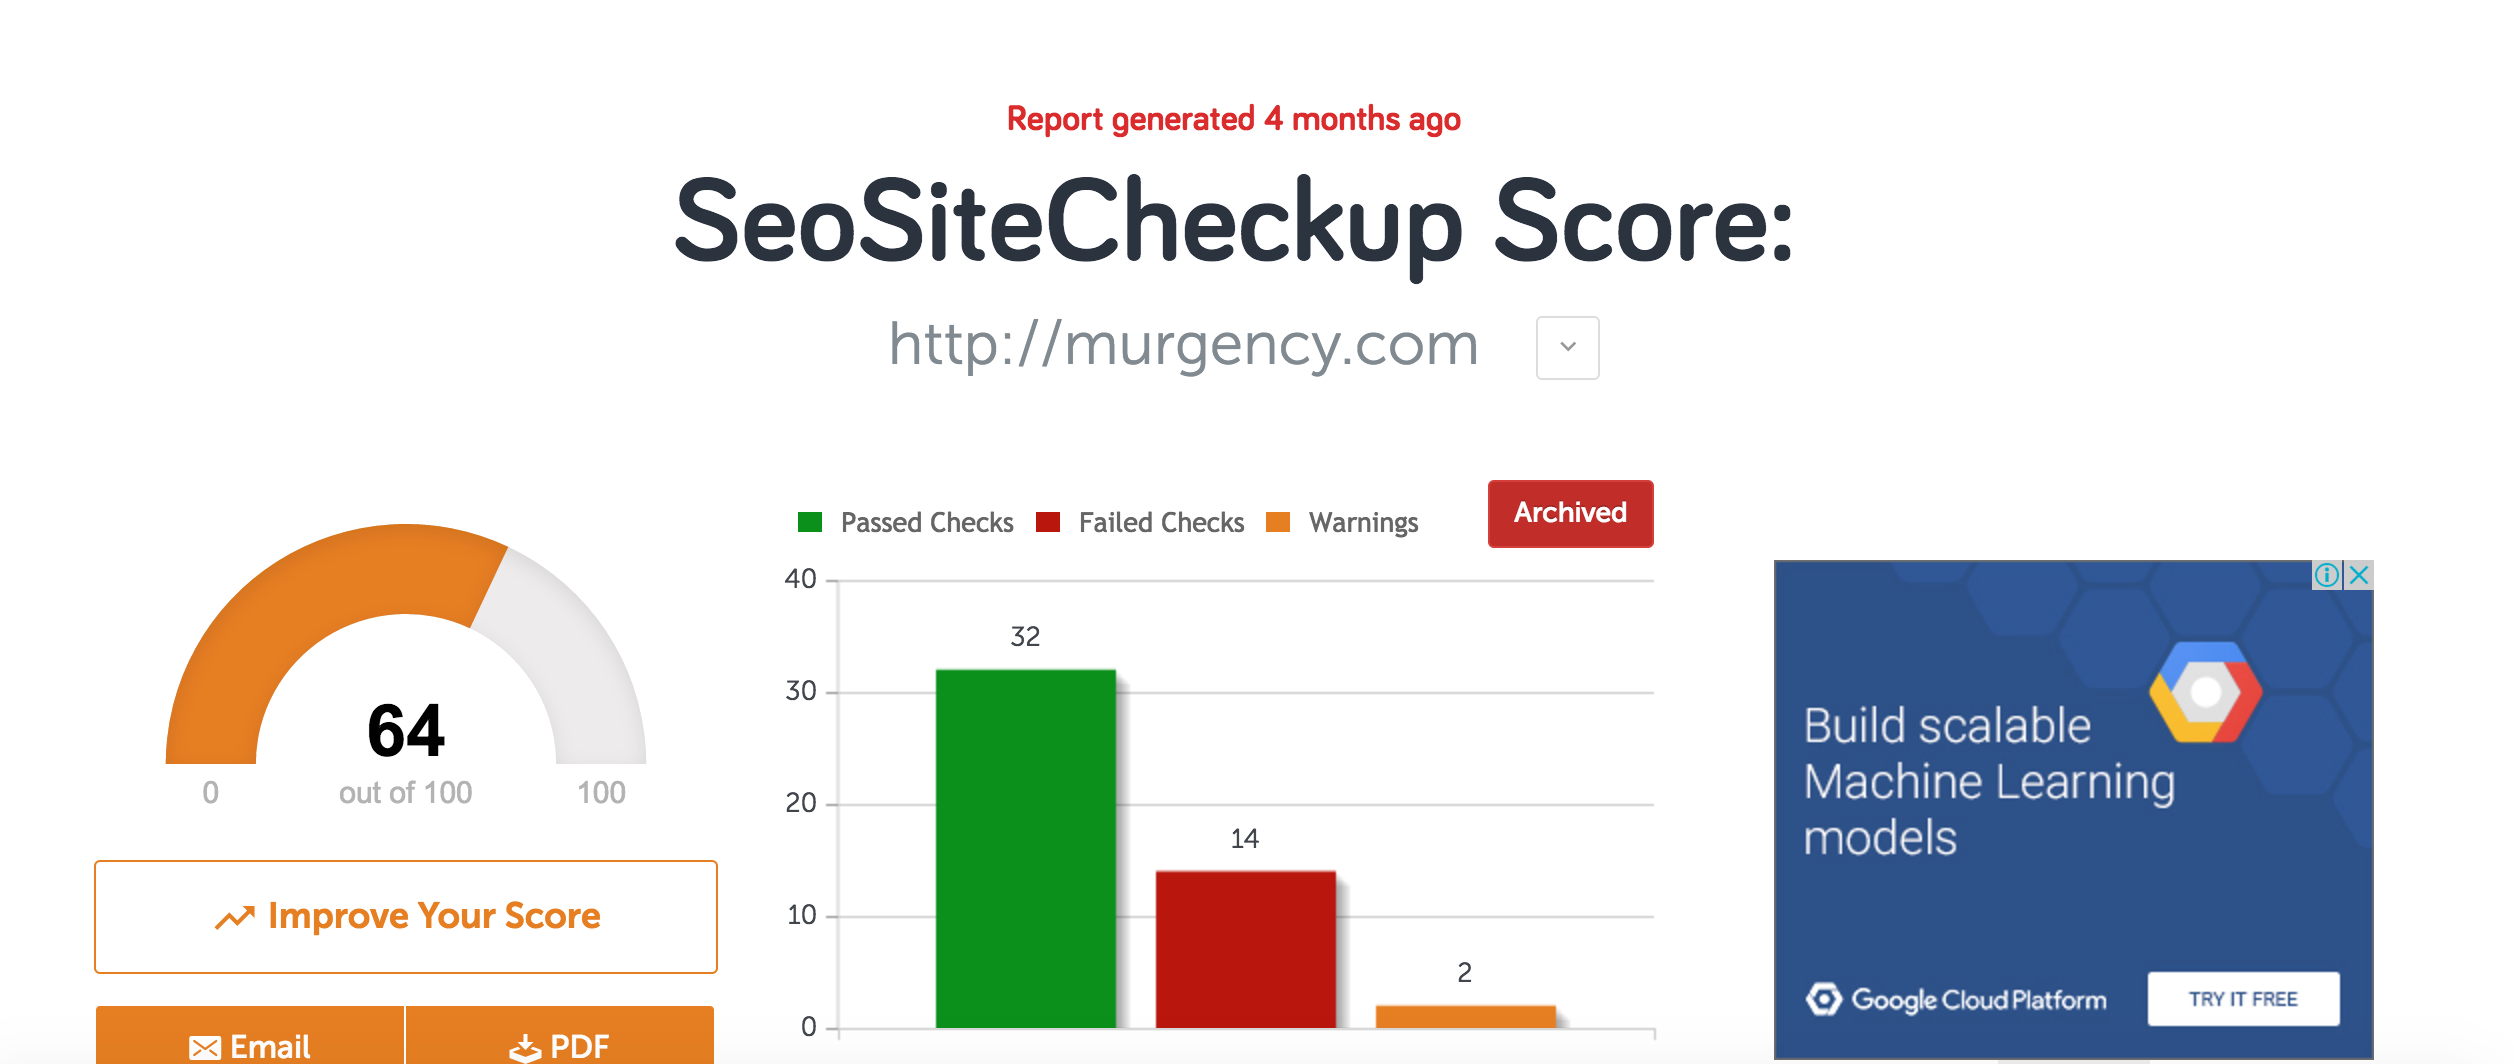 Report generated 4 months ago
SeoSiteCheckup Score:
http://murgency.com
Passed Checks
Failed Checks
Warnings
Archived
40
30
20
10
0
32
14
2
64
0
out of 100
100
Improve Your Score
Email
PDF
Build scalable
Machine Learning
models
Google Cloud Platform
TRY IT FREE